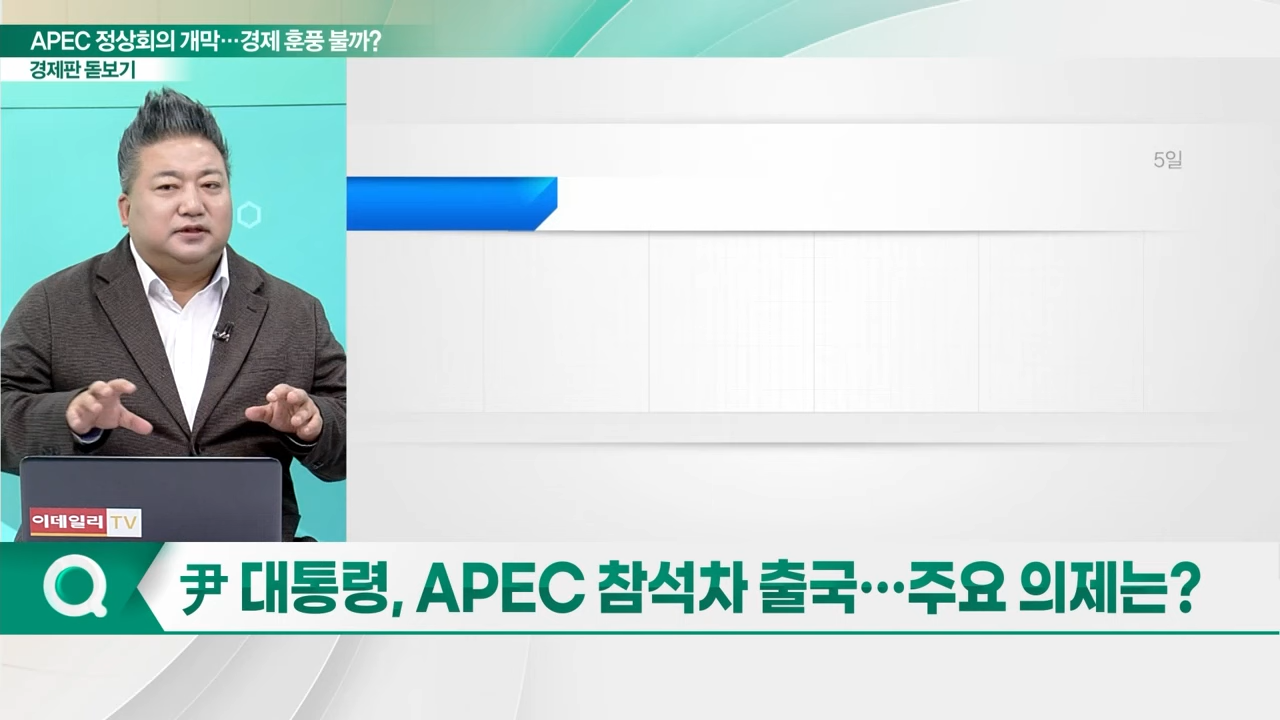 APEC 정상회의 개막…경제 훈풍 불까?
경제판 돋보기
5일
이데일리 TV
尹 대통령, APEC 참석차 출국…주요 의제는?